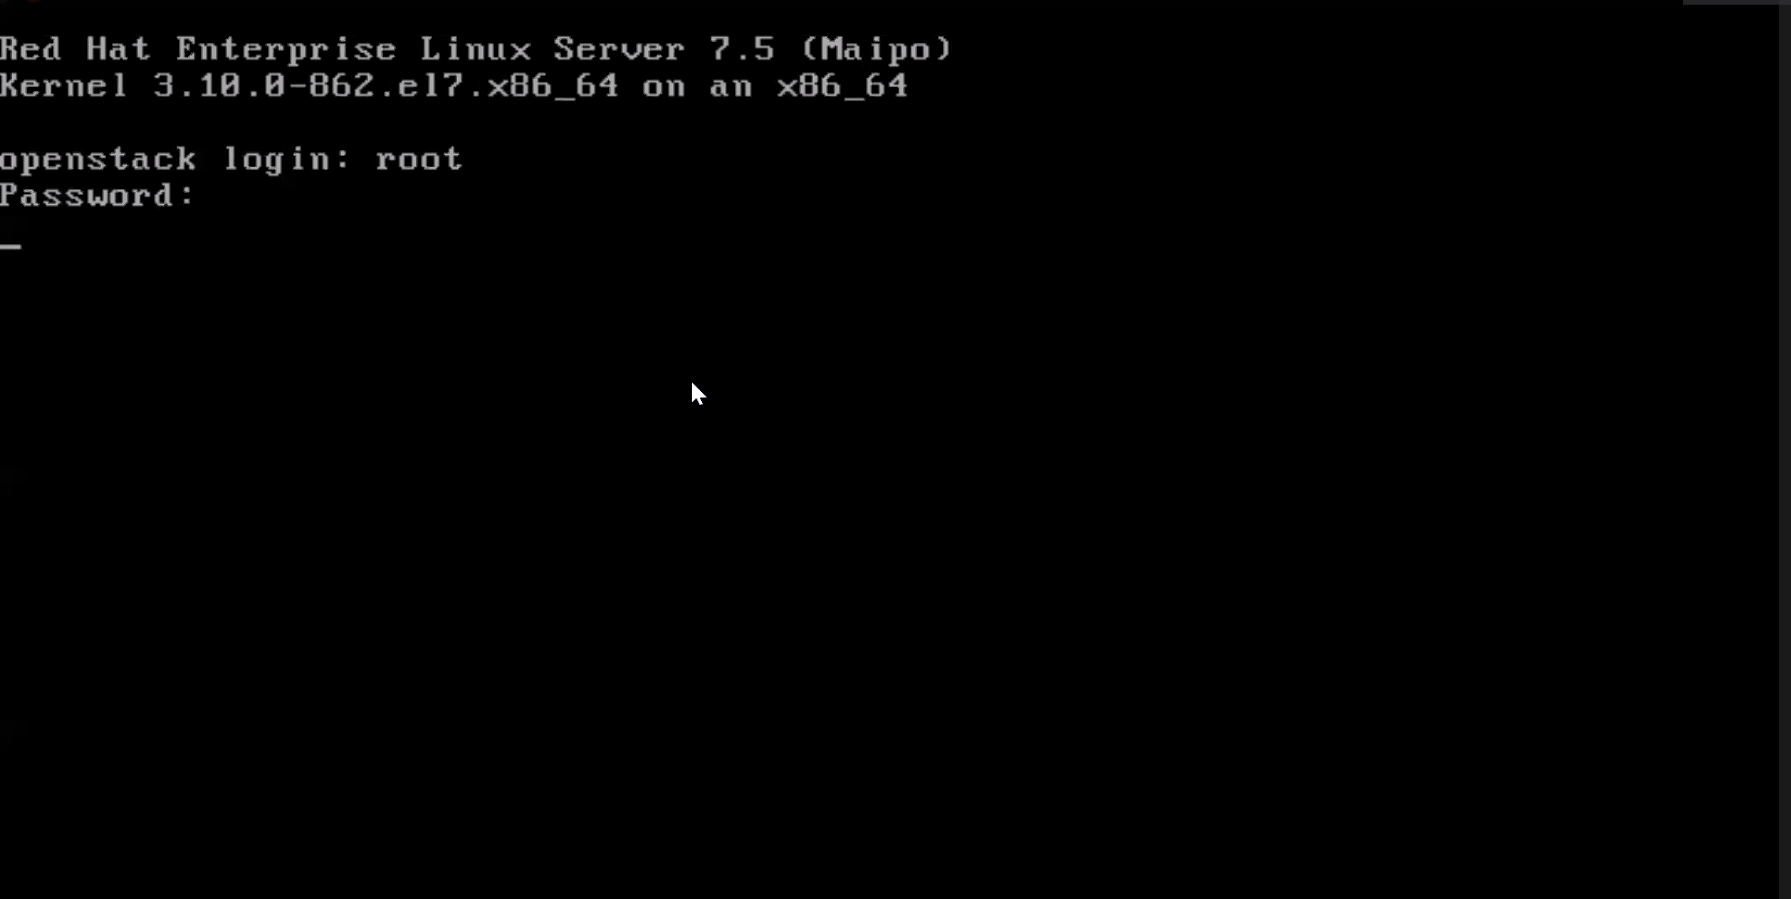 Red Hat Enterprise Linux Server 7.5 (Maipo)
Kernel 3.10.0-862.el7.x86_64 on an x86_64
openstack login: root
Password: